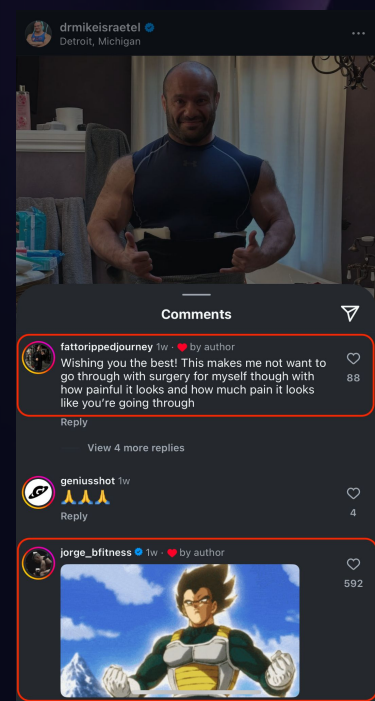 drmikeisraetel
Detroit, Michigan
Comments
fattorippedjourney 1w · ❤️ by author
Wishing you the best! This makes me not want to
go through with surgery for myself though with
how painful it looks and how much pain it looks
like you’re going through
88
Reply
View 4 more replies
geniusshot 1w
🙏🙏🙏
Reply
4
jorge_bfitness 1w · ❤️ by author
592